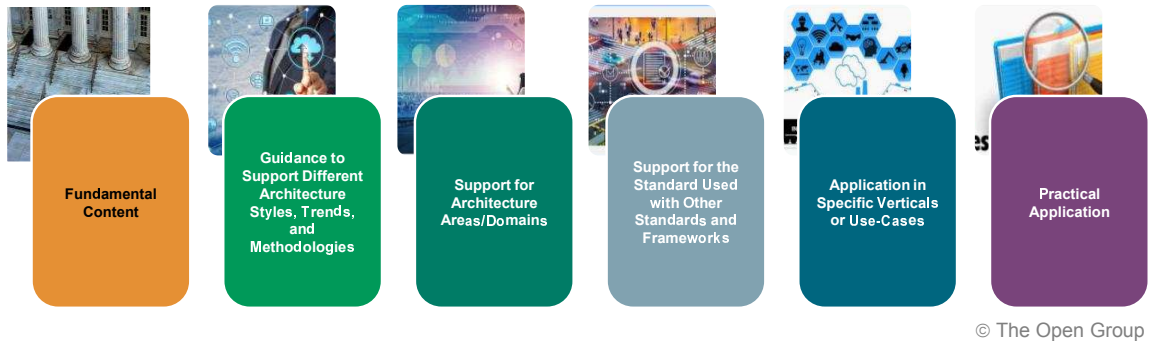 Fundamental
Content
Guidance to
Support Different
Architecture
Styles, Trends,
and
Methodologies
Support for
Architecture
Areas/Domains
Support for the
Standard Used
with Other
Standards and
Frameworks
Application in
Specific Verticals
or Use-Cases
Practical
Application
© The Open Group